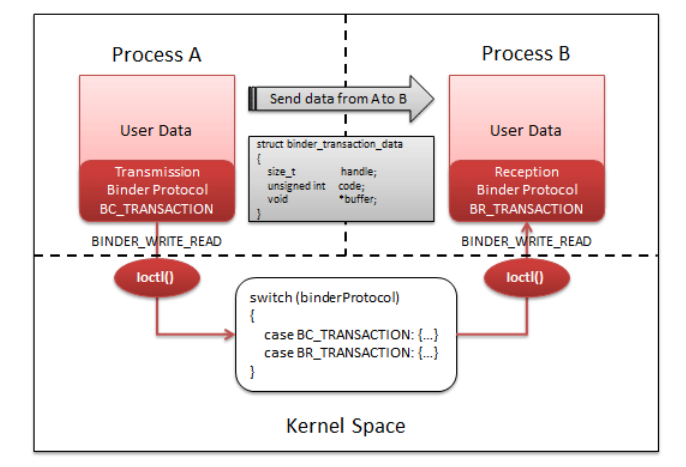 Process A
Process B
Send data from A to B
User Data
User Data
struct binder_transaction_data
{
size_t handle;
unsigned int code;
void *buffer;
}
Transmission
Binder Protocol
BC_TRANSACTION
Reception
Binder Protocol
BR_TRANSACTION
BINDER_WRITE_READ
BINDER_WRITE_READ
Ioctl()
Ioctl()
switch (binderProtocol)
{
case BC_TRANSACTION: {...}
case BR_TRANSACTION: {...}
}
Kernel Space